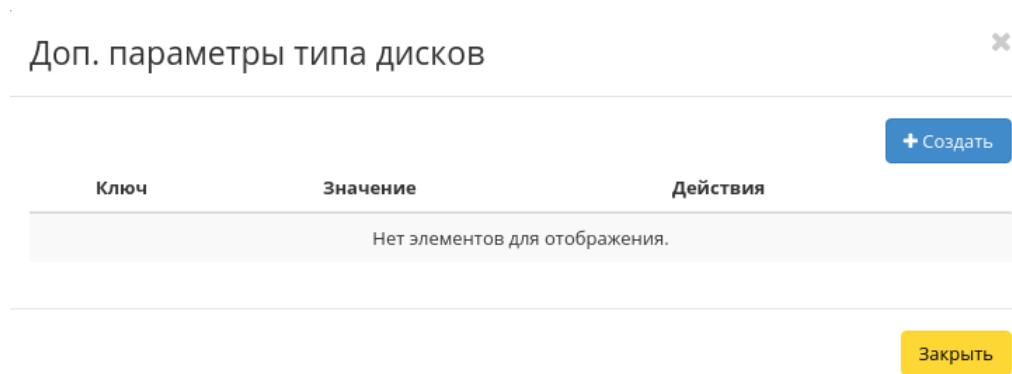 Доп. параметры типа дисков
Создать
Ключ Значение Действия
Нет элементов для отображения.
Закрыть